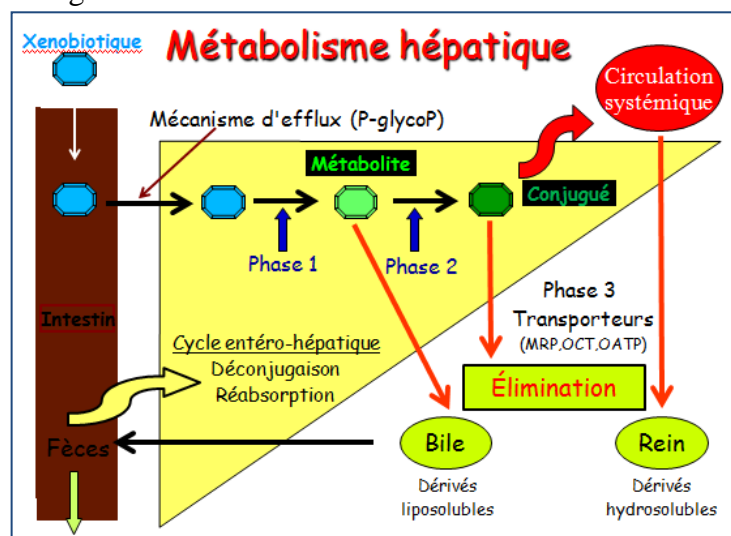 Xenobiotique
Métabolisme hépatique
Circulation
systémique
Mécanisme d'efflux (P-glycoP)
Métabolite
Conjugué
Phase 1
Phase 2
Phase 3
Transporteurs
(MRP,OCT,OATP)
Intestin
Cycle entéro-hépatique
Déconjugaison
Réabsorption
Élimination
Fèces
Bile
Rein
Dérivés
liposolubles
Dérivés
hydrosolubles